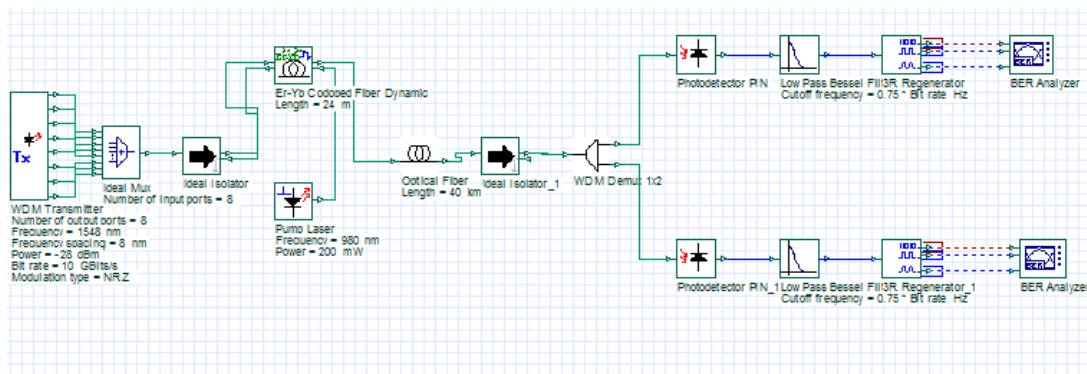 Tx
WDM Transmitter
Number of output ports = 8
Frequency = 1548 nm
Frequency spacing = 8 nm
Power = -28 dBm
Bit rate = 10 GBits/s
Modulation type = NRZ
Ideal Mux
Number of input ports = 8
Ideal Isolator
Er-Yb Codoped Fiber Dynamic
Length = 24 m
Pump Laser
Frequency = 980 nm
Power = 200 mW
Optical Fiber
Length = 40 km
Ideal Isolator_1
WDM Demux 1x2
Photodetector PIN
Low Pass Bessel Fil
3R Regenerator
Cutoff frequency = 0.75 * Bit rate Hz
BER Analyzer
Photodetector PIN_1
Low Pass Bessel Fil
3R Regenerator_1
Cutoff frequency = 0.75 * Bit rate Hz
BER Analyze